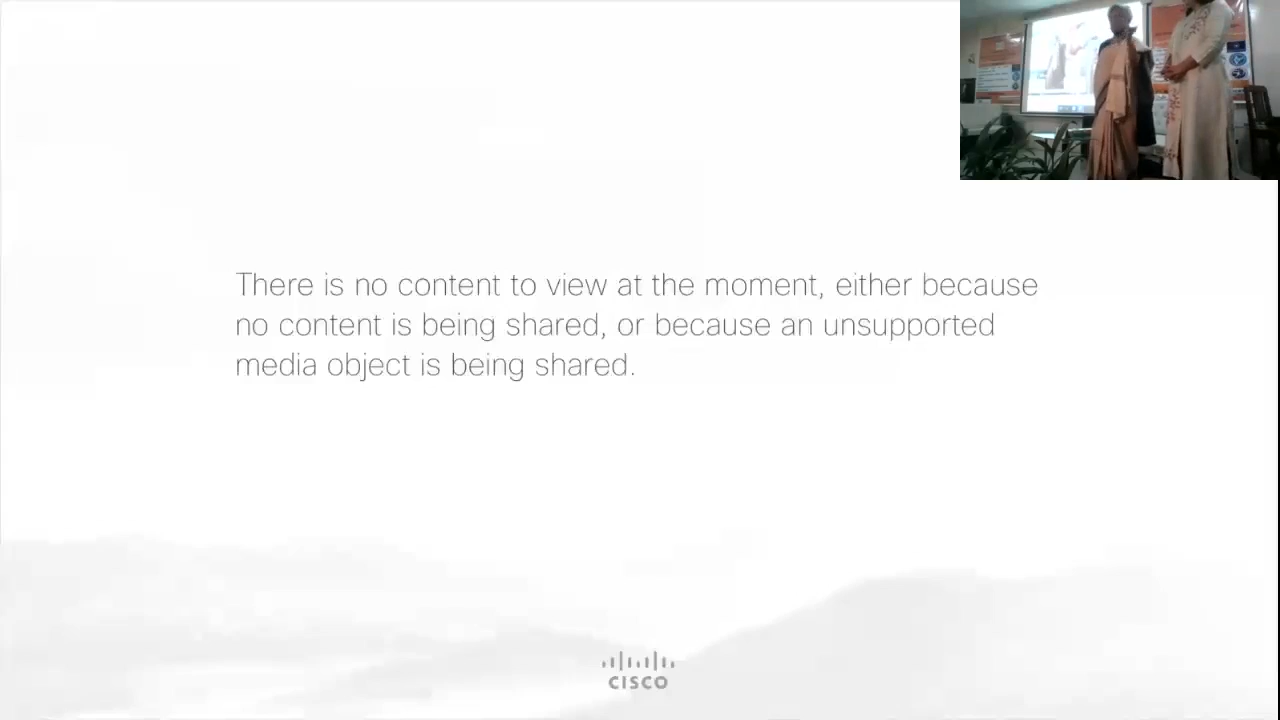 There is no content to view at the moment, either because
no content is being shared, or because an unsupported
media object is being shared.
CISCO